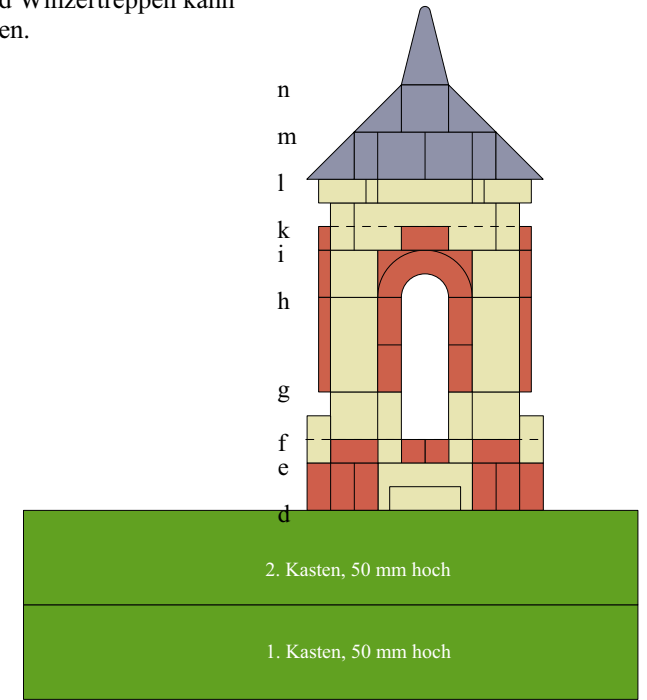 d Winzertreppen kann
en.
n
m
l
k
i
h
g
f
e
d
2. Kasten, 50 mm hoch
1. Kasten, 50 mm hoch